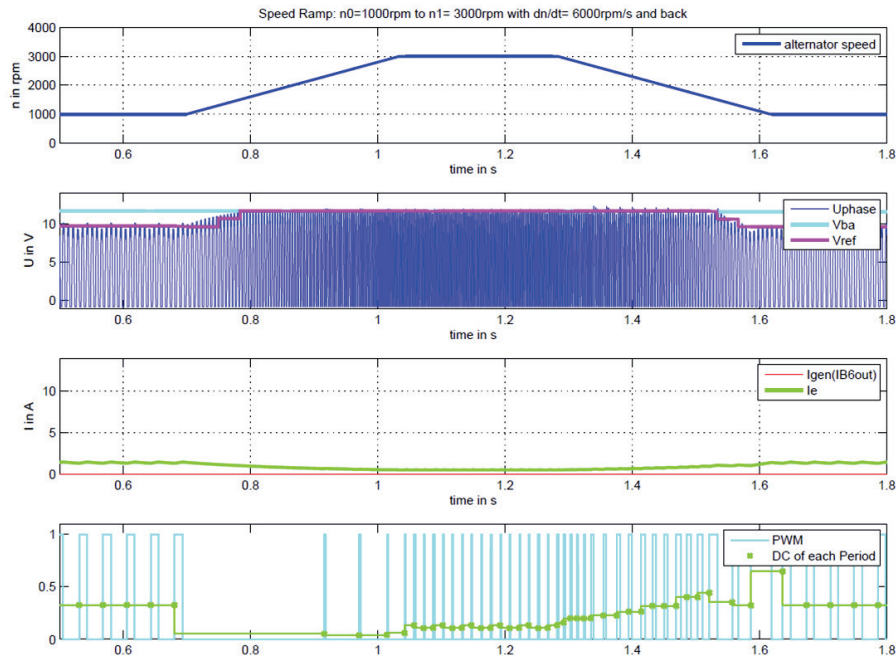 Speed Ramp: n0=1000rpm to n1= 3000rpm with dn/dt= 6000rpm/s and back
4000
3000
2000
1000
0
n in rpm
alternator speed
0.6 0.8 1 1.2 1.4 1.6 1.8
time in s
10
5
0
U in V
Uphase
Vba
Vref
0.6 0.8 1 1.2 1.4 1.6 1.8
time in s
10
5
0
I in A
Igen(IB6out)
Ie
0.6 0.8 1 1.2 1.4 1.6 1.8
time in s
1
0.5
0
PWM
DC of each Period
0.6 0.8 1 1.2 1.4 1.6 1.8